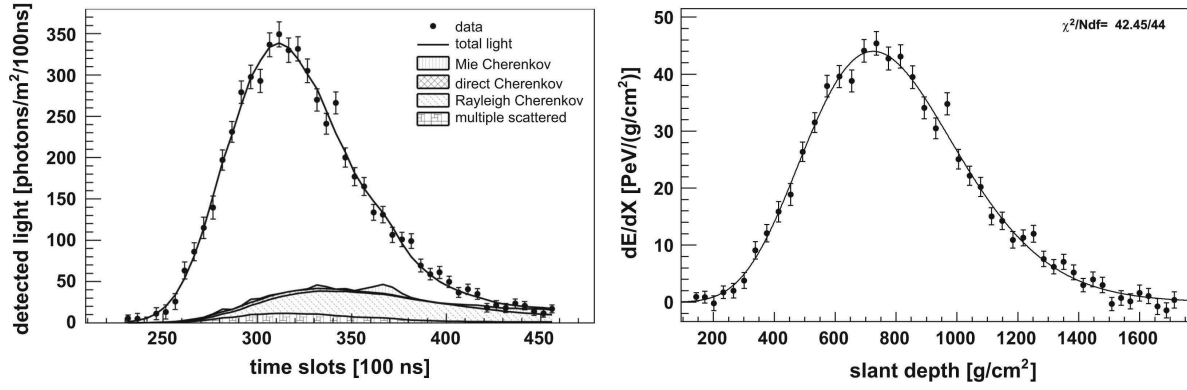 detected light [photons/m²/100ns]
350
300
250
200
150
100
50
0
data
total light
Mie Cherenkov
direct Cherenkov
Rayleigh Cherenkov
multiple scattered
250
300
350
400
450
time slots [100 ns]
dE/dX [PeV/(g/cm²)]
50
40
30
20
10
0
χ²/Ndf= 42.45/44
200
400
600
800
1000
1200
1400
1600
slant depth [g/cm²]